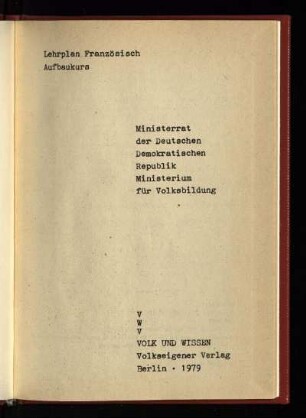 Lehrplan Französisch
Aufbaukurs
Ministerrat
der Deutschen
Demokratischen
Republik
Ministerium
für Volksbildung
V
W
V
VOLK UND WISSEN
Volkseigener Verlag
Berlin · 1979